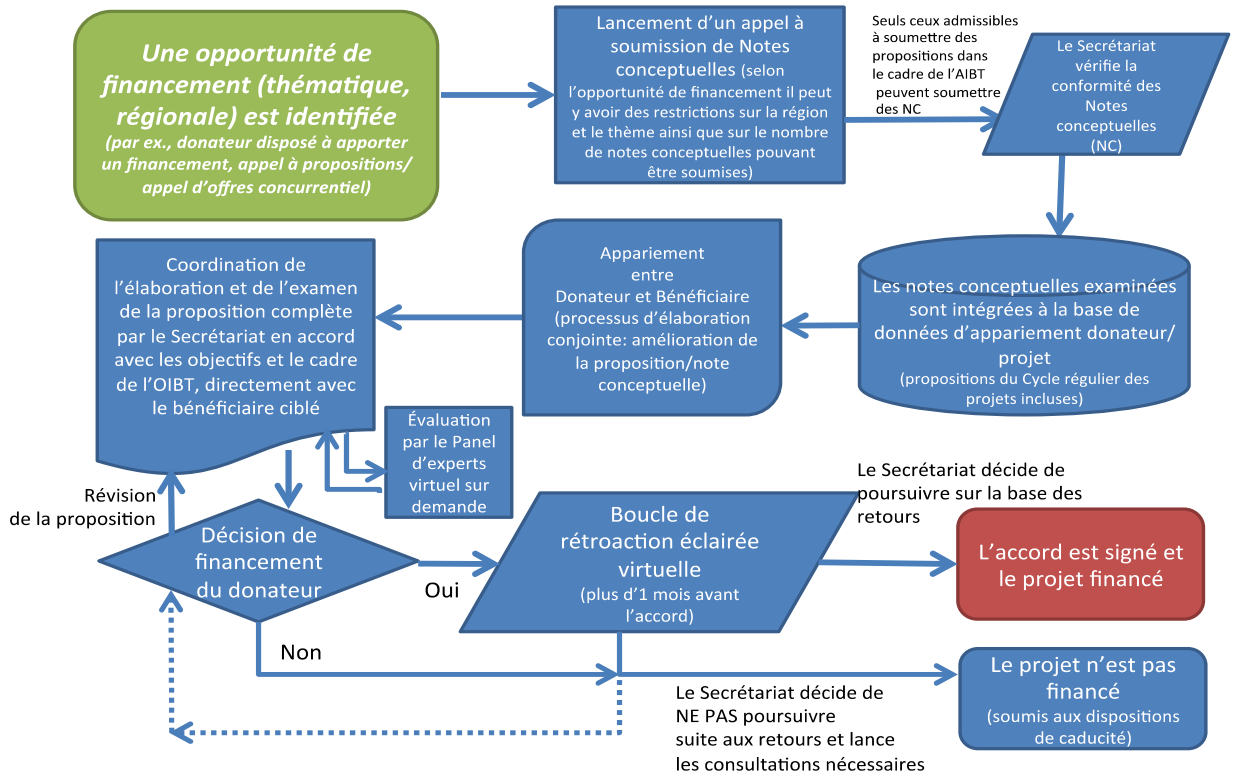 Une opportunité de
financement (thématique,
régionale) est identifiée
(par ex., donateur disposé à apporter
un financement, appel à propositions/
appel d'offres concurrentiel)
Lancement d'un appel à
soumission de Notes
conceptuelles (selon
l'opportunité de financement il peut
y avoir des restrictions sur la région
et le thème ainsi que sur le nombre
de notes conceptuelles pouvant
être soumises)
Seuls ceux admissibles
à soumettre des
propositions dans
le cadre de l'AIBT
peuvent soumettre
des NC
Le Secrétariat
vérifie la
conformité des
Notes
conceptuelles
(NC)
Les notes conceptuelles examinées
sont intégrées à la base de
données d'appariement donateur/
projet
(propositions du Cycle régulier des
projets incluses)
Appariement
entre
Donateur et Bénéficiaire
(processus d'élaboration
conjointe: amélioration de
la proposition/note
conceptuelle)
Coordination de
l'élaboration et de l'examen
de la proposition complète
par le Secrétariat en accord
avec les objectifs et le cadre
de l'OIBT, directement avec
le bénéficiaire ciblé
Évaluation
par le Panel
d'experts
virtuel sur
demande
Révision
de la proposition
Décision de
financement
du donateur
Oui
Non
Boucle de
rétroaction éclairée
virtuelle
(plus d'1 mois avant
l'accord)
Le Secrétariat décide de
poursuivre sur la base des
retours
L'accord est signé et
le projet financé
Le Secrétariat décide de
NE PAS poursuivre
suite aux retours et lance
les consultations nécessaires
Le projet n'est pas
financé
(soumis aux dispositions
de caducité)